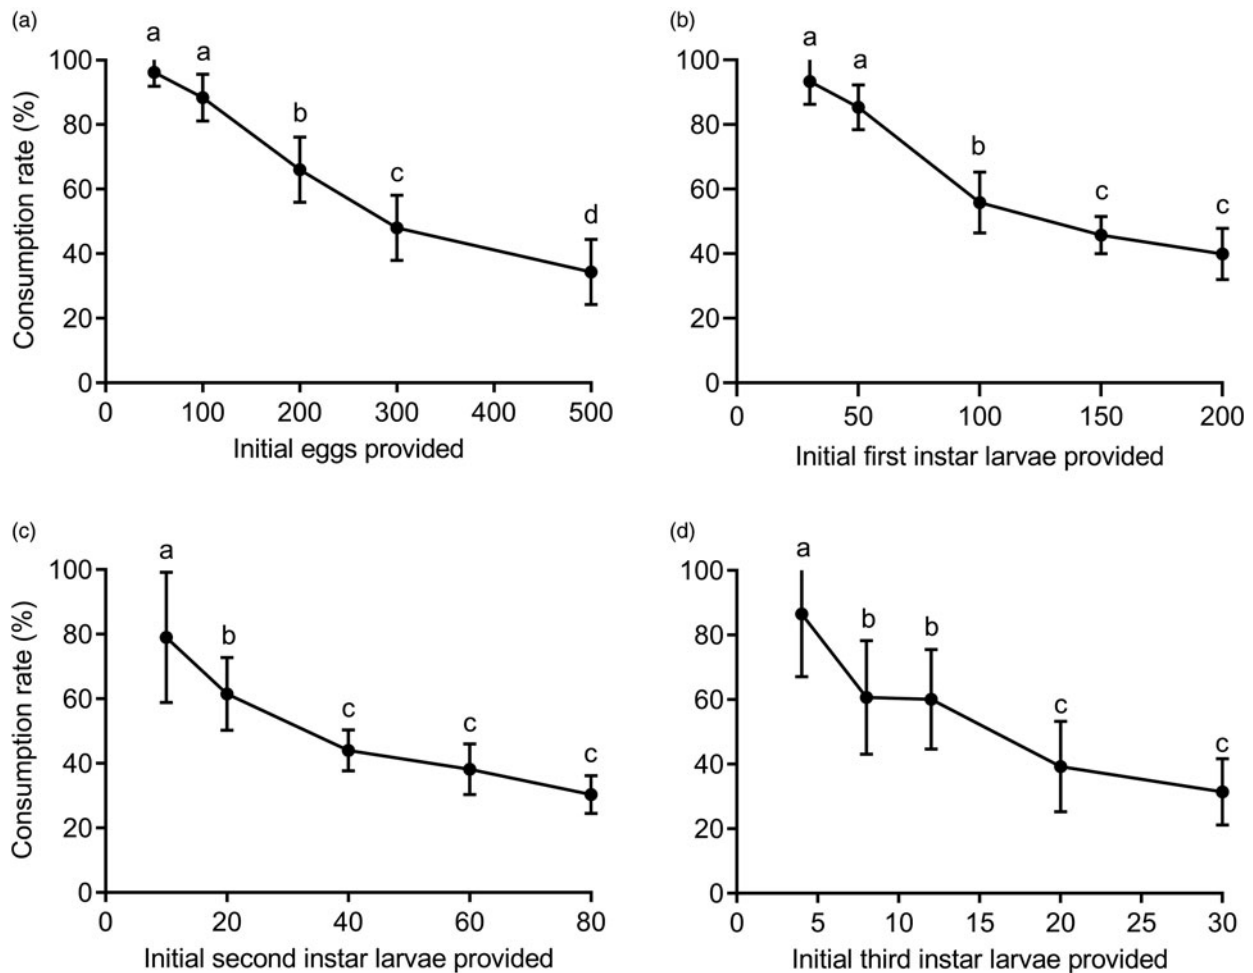 (a)
a
a
b
c
d
100
80
60
40
20
0
Consumption rate (%)
0 100 200 300 400 500
Initial eggs provided
(b)
a
a
b
c
c
100
80
60
40
20
0
0 50 100 150 200
Initial first instar larvae provided
(c)
a
b
c
c
c
100
80
60
40
20
0
Consumption rate (%)
0 20 40 60 80
Initial second instar larvae provided
(d)
a
b
b
c
c
100
80
60
40
20
0
0 5 10 15 20 25 30
Initial third instar larvae provided